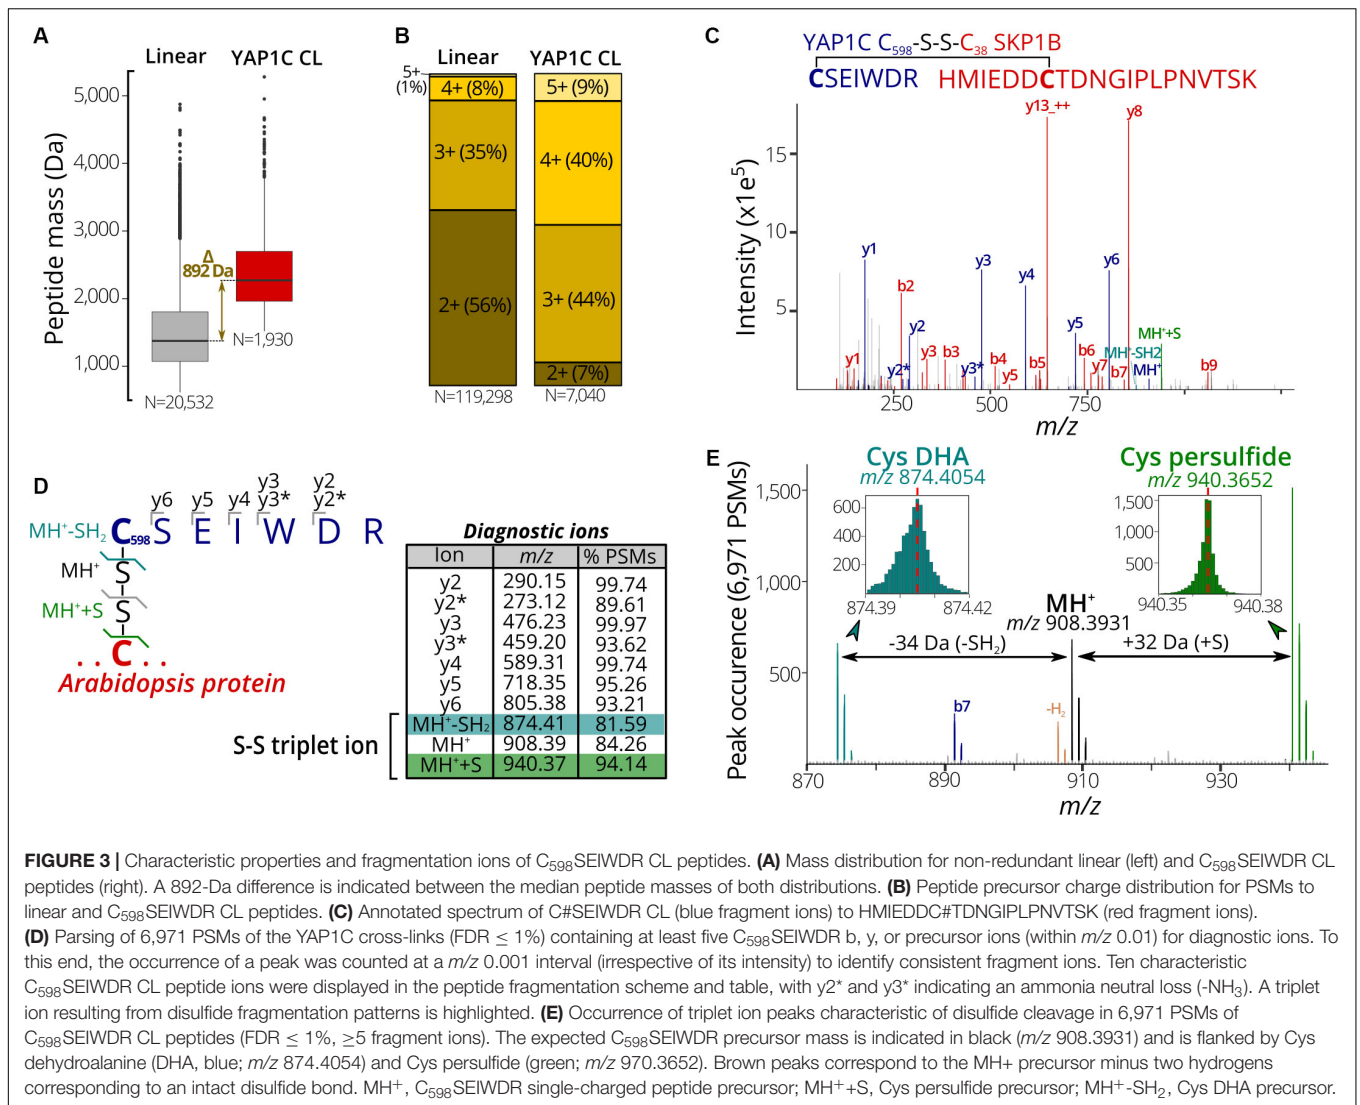 A
Linear
YAP1C CL
Peptide mass (Da)
5,000
4,000
3,000
2,000
1,000
Δ
892 Da
N=1,930
N=20,532
B
Linear
YAP1C CL
5+
(1%)
4+ (8%)
3+ (35%)
2+ (56%)
5+ (9%)
4+ (40%)
3+ (44%)
2+ (7%)
N=119,298
N=7,040
C
YAP1C C598-S-S-C38 SKP1B
CSEIWDR HMIEDDCTDNGIPLPNVTSK
Intensity (x1e5)
15
10
5
y1
y2*
y2
b2
y1
y3
b3
y3*
y3
b4
y5
y4
b5
y13_++
y5
b6
y7
y6
b7
y8
MH+-SH2
MH+
MH+S
b9
250
500
750
m/z
D
y6
y5
y4
y3
y3*
y2
y2*
MH+-SH2
C598 S E I W D R
MH+
S
MH++S
S
. . C . .
Arabidopsis protein
S-S triplet ion
Diagnostic ions
Ion m/z % PSMs
y2 290.15 99.74
y2* 273.12 89.61
y3 476.23 99.97
y3* 459.20 93.62
y4 589.31 99.74
y5 718.35 95.26
y6 805.38 93.21
MH+-SH2 874.41 81.59
MH+ 908.39 84.26
MH++S 940.37 94.14
E
Peak occurence (6,971 PSMs)
1,500
1,000
500
Cys DHA
m/z 874.4054
600
400
200
874.39
874.42
Cys persulfide
m/z 940.3652
1,500
1,000
500
940.35
940.38
MH+
m/z 908.3931
-34 Da (-SH2)
+32 Da (+S)
b7
-H2
870
890
910
930
m/z
FIGURE 3 | Characteristic properties and fragmentation ions of C598SEIWDR CL peptides. (A) Mass distribution for non-redundant linear (left) and C598SEIWDR CL
peptides (right). A 892-Da difference is indicated between the median peptide masses of both distributions. (B) Peptide precursor charge distribution for PSMs to
linear and C598SEIWDR CL peptides. (C) Annotated spectrum of C#SEIWDR CL (blue fragment ions) to HMIEDDC#TDNGIPLPNVTSK (red fragment ions).
(D) Parsing of 6,971 PSMs of the YAP1C cross-links (FDR ≤ 1%) containing at least five C598SEIWDR b, y, or precursor ions (within m/z 0.01) for diagnostic ions. To
this end, the occurrence of a peak was counted at a m/z 0.001 interval (irrespective of its intensity) to identify consistent fragment ions. Ten characteristic
C598SEIWDR CL peptide ions were displayed in the peptide fragmentation scheme and table, with y2* and y3* indicating an ammonia neutral loss (-NH3). A triplet
ion resulting from disulfide fragmentation patterns is highlighted. (E) Occurrence of triplet ion peaks characteristic of disulfide cleavage in 6,971 PSMs of
C598SEIWDR CL peptides (FDR ≤ 1%, ≥5 fragment ions). The expected C598SEIWDR precursor mass is indicated in black (m/z 908.3931) and is flanked by Cys
dehydroalanine (DHA, blue; m/z 874.4054) and Cys persulfide (green; m/z 970.3652). Brown peaks correspond to the MH+ precursor minus two hydrogens
corresponding to an intact disulfide bond. MH+, C598SEIWDR single-charged peptide precursor; MH++S, Cys persulfide precursor; MH+-SH2, Cys DHA precursor.